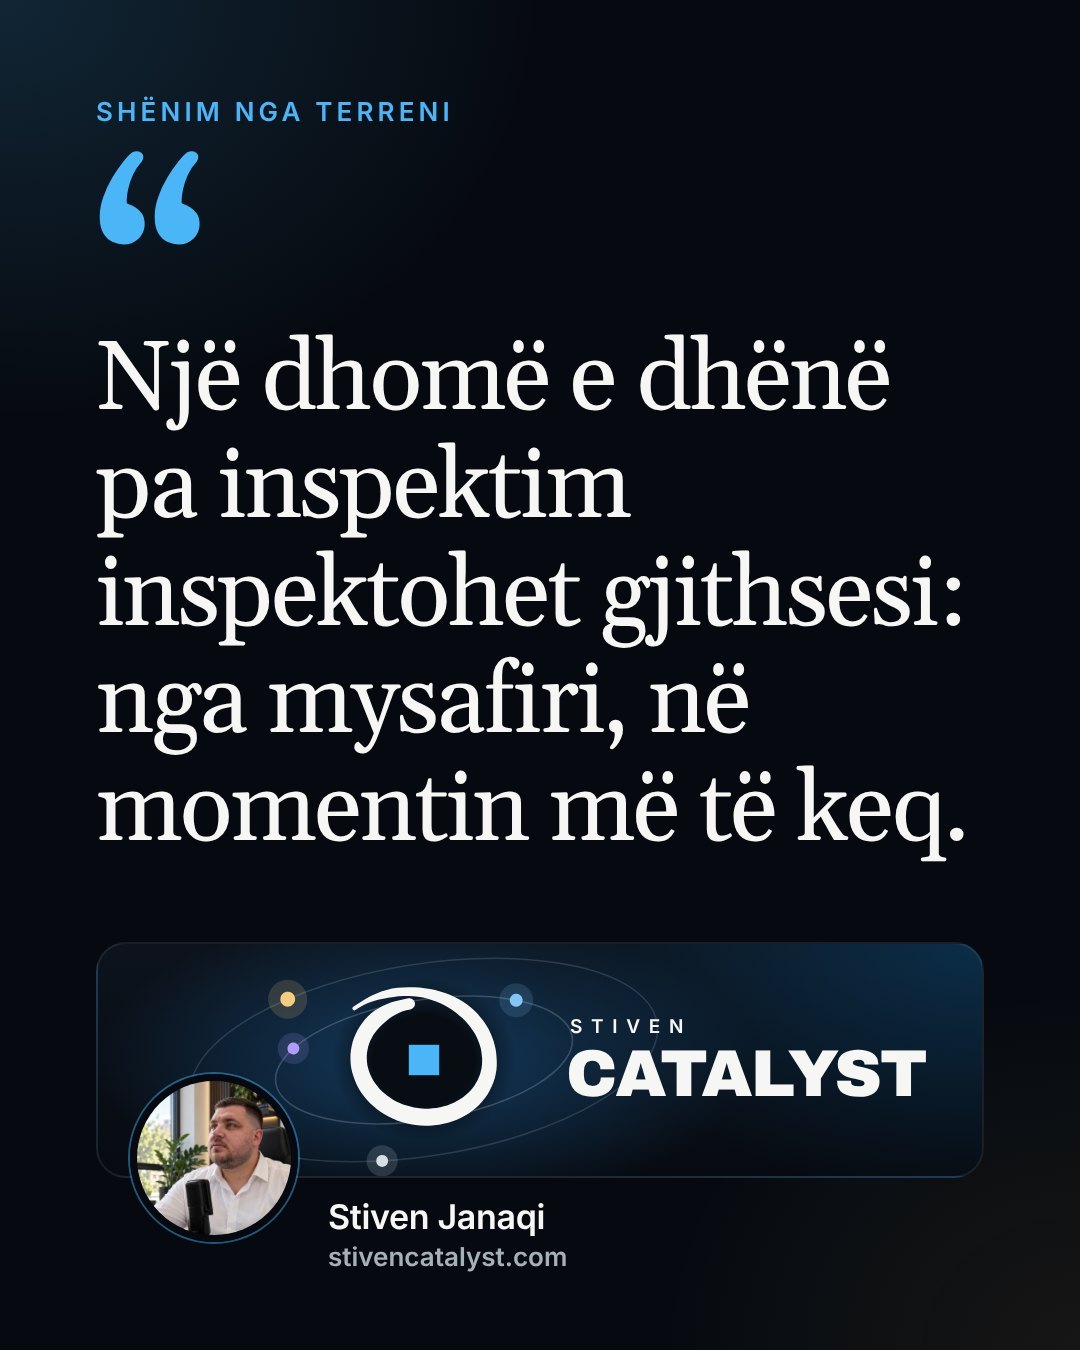 SHËNIM NGA TERRENI
“
Një dhomë e dhënë
pa inspektim
inspektohet gjithsesi:
nga mysafiri, në
momentin më të keq.
STIVEN
CATALYST
Stiven Janaqi
stivencatalyst.com